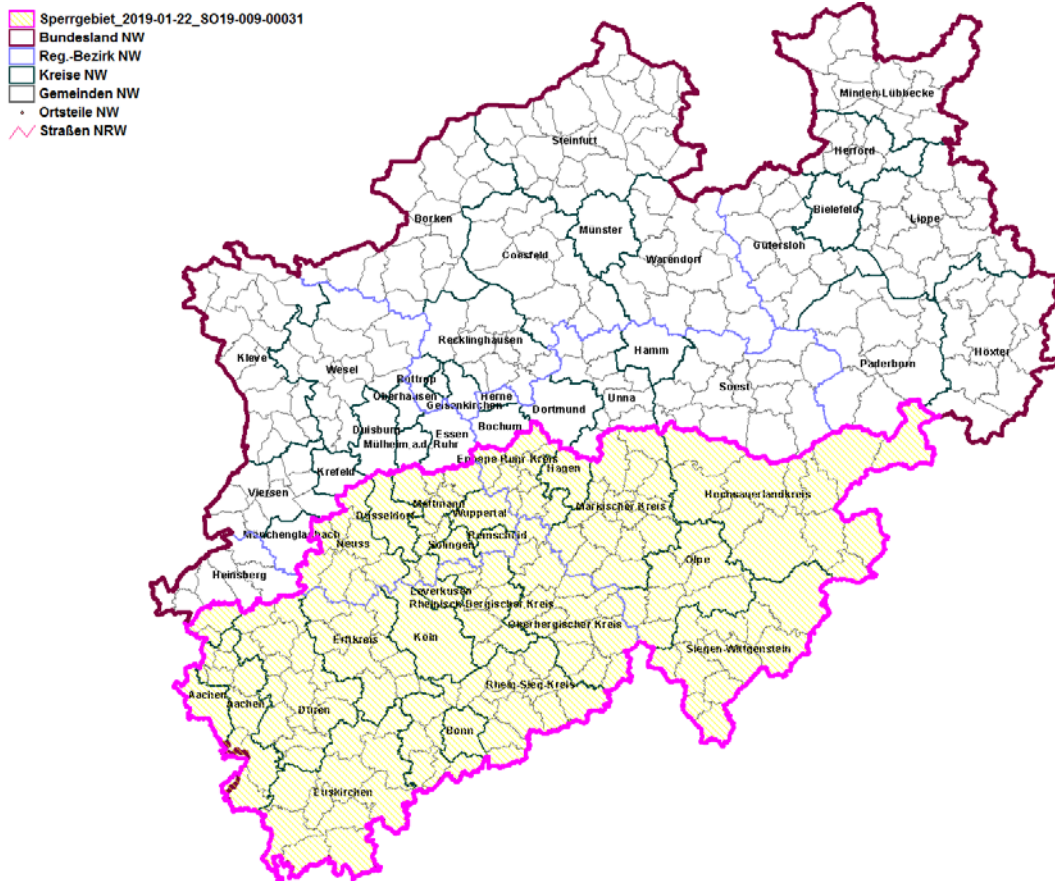 Sperrgebiet_2019-01-22_SO19-009-00031
Bundesland NW
Reg.-Bezirk NW
Kreise NW
Gemeinden NW
Ortsteile NW
Straßen NRW
Minden-Lübbecke
Steinfurt
Herford
Borken
Bielefeld
Lippe
Münster
Coesfeld
Gütersloh
Warendorf
Recklinghausen
Kleve
Hamm
Höxter
Wesel
Paderborn
Bottrop
Soest
Oberhausen
Herne
Unna
Gelsenkirchen
Dortmund
Duisburg
Bochum
Essen
Mülheim a.d. Ruhr
Ennepe-Ruhr-Kreis
Hagen
Krefeld
Viersen
Hochsauerlandkreis
Mettmann
Märkischer Kreis
Düsseldorf
Wuppertal
Mönchengladbach
Remscheid
Neuss
Solingen
Olpe
Heinsberg
Leverkusen
Rheinisch-Bergischer Kreis
Oberbergischer Kreis
Erftkreis
Köln
Siegen-Wittgenstein
Rhein-Sieg-Kreis
Aachen
Aachen
Düren
Bonn
Euskirchen